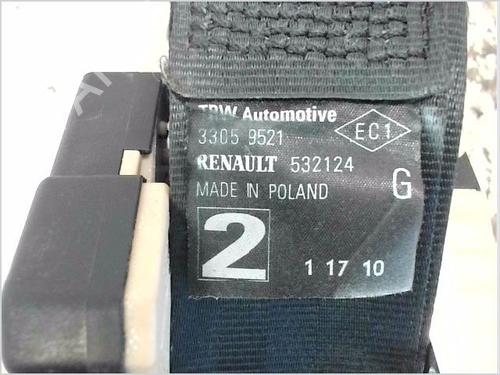 TRW Automotive
3305 9521
EC1
RENAULT 532124
MADE IN POLAND
G
2
1 17 10